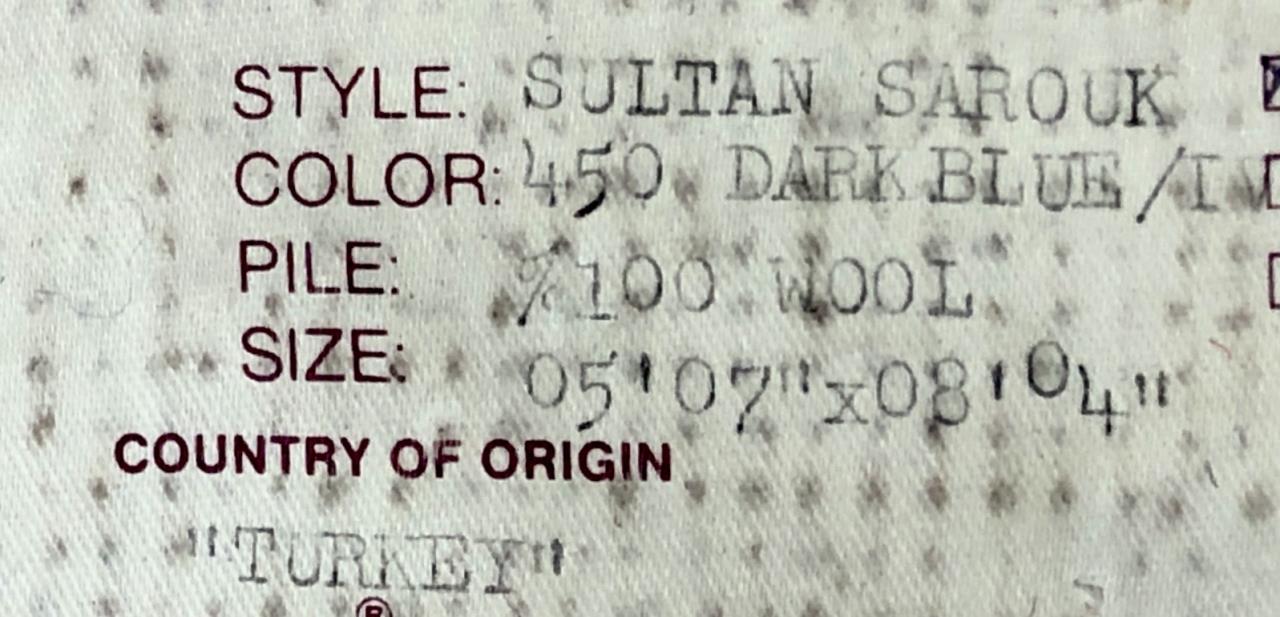 STYLE: SULTAN SAROUK
COLOR: 450 DARK BLUE/IV
PILE: %100 WOOL
SIZE: 05'07"x08'04"
COUNTRY OF ORIGIN
"TURKEY"
®